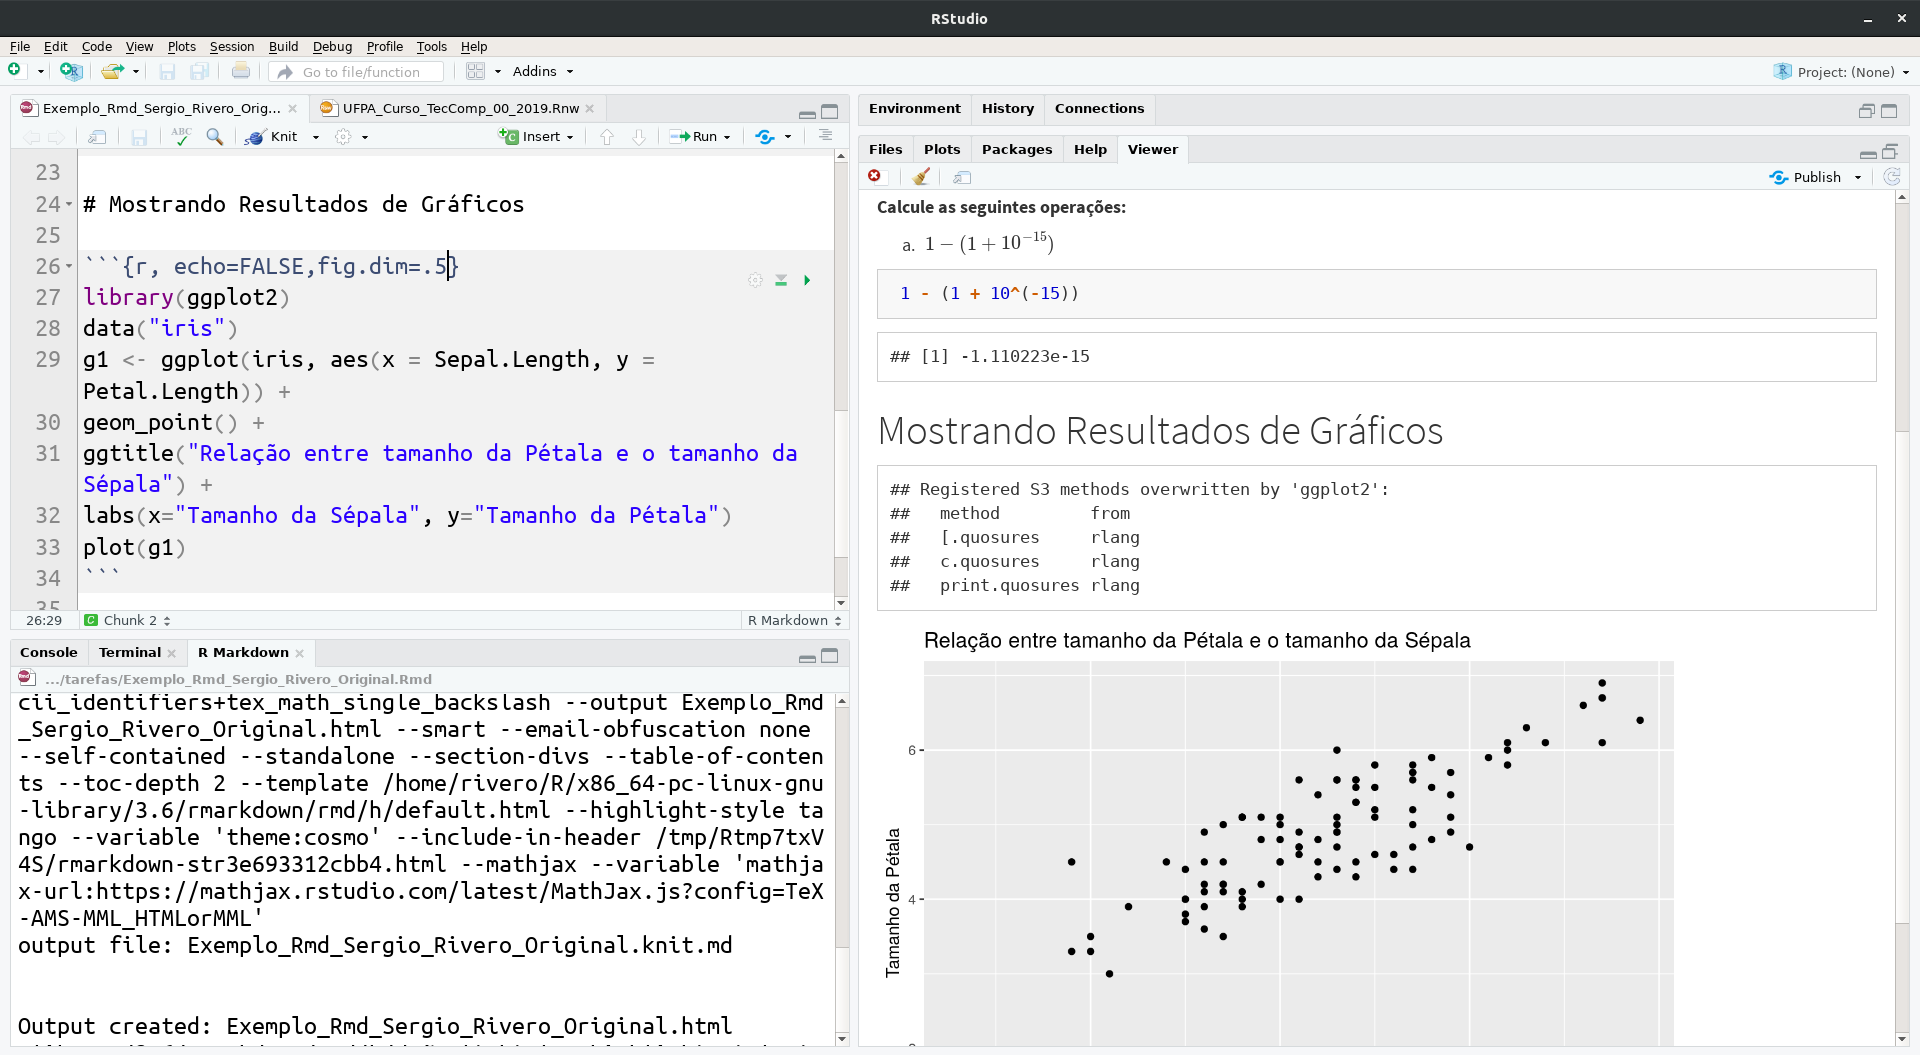 RStudio
File Edit Code View Plots Session Build Debug Profile Tools Help
Go to file/function
Addins
Project: (None)
Exemplo_Rmd_Sergio_Rivero_Orig...
UFPA_Curso_TecComp_00_2019.Rnw
ABC
Knit
Insert
Run
23
24 # Mostrando Resultados de Gráficos
25
26 ```{r, echo=FALSE,fig.dim=.5}
27 library(ggplot2)
28 data("iris")
29 g1 <- ggplot(iris, aes(x = Sepal.Length, y =
Petal.Length)) +
30 geom_point() +
31 ggtitle("Relação entre tamanho da Pétala e o tamanho da
Sépala") +
32 labs(x="Tamanho da Sépala", y="Tamanho da Pétala")
33 plot(g1)
34 ```
35
26:29 Chunk 2 R Markdown
Console Terminal R Markdown
.../tarefas/Exemplo_Rmd_Sergio_Rivero_Original.Rmd
cii_identifiers+tex_math_single_backslash --output Exemplo_Rmd
_Sergio_Rivero_Original.html --smart --email-obfuscation none
--self-contained --standalone --section-divs --table-of-conten
ts --toc-depth 2 --template /home/rivero/R/x86_64-pc-linux-gnu
-library/3.6/rmarkdown/rmd/h/default.html --highlight-style ta
ngo --variable 'theme:cosmo' --include-in-header /tmp/Rtmp7txV
4S/rmarkdown-str3e693312cbb4.html --mathjax --variable 'mathja
x-url:https://mathjax.rstudio.com/latest/MathJax.js?config=TeX
-AMS-MML_HTMLorMML'
output file: Exemplo_Rmd_Sergio_Rivero_Original.knit.md
Output created: Exemplo_Rmd_Sergio_Rivero_Original.html
Environment History Connections
Files Plots Packages Help Viewer
Publish
Calcule as seguintes operações:
a. 1 − (1 + 10^−15)
1 - (1 + 10^(-15))
## [1] -1.110223e-15
Mostrando Resultados de Gráficos
## Registered S3 methods overwritten by 'ggplot2':
## method from
## [.quosures rlang
## c.quosures rlang
## print.quosures rlang
Relação entre tamanho da Pétala e o tamanho da Sépala
6
4
Tamanho da Pétala